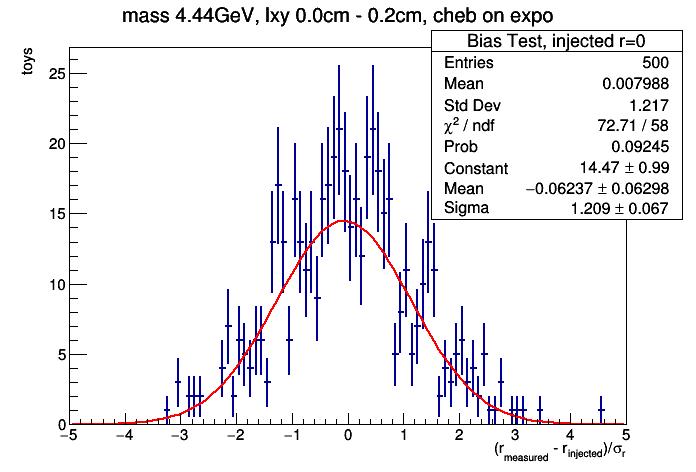 mass 4.44GeV, lxy 0.0cm - 0.2cm, cheb on expo
Bias Test, injected r=0
Entries 500
Mean 0.007988
Std Dev 1.217
χ² / ndf 72.71 / 58
Prob 0.09245
Constant 14.47 ± 0.99
Mean −0.06237 ± 0.06298
Sigma 1.209 ± 0.067
toys
25
20
15
10
5
0
−5 −4 −3 −2 −1 0 1 2 3 4 5
(r_measured - r_injected)/σ_r